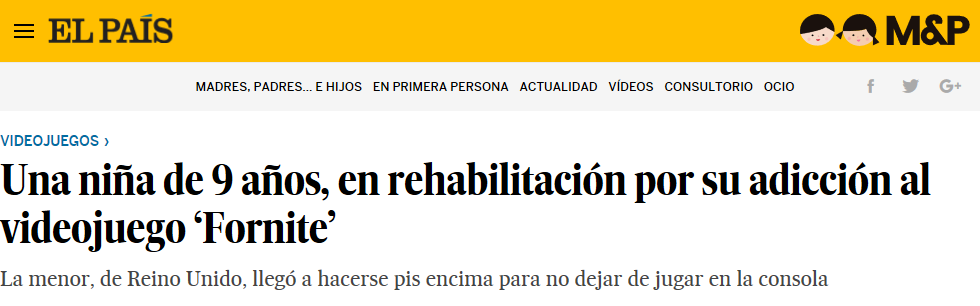 EL PAÍS
M&P
MADRES, PADRES... E HIJOS EN PRIMERA PERSONA ACTUALIDAD VÍDEOS CONSULTORIO OCIO
VIDEOJUEGOS ›
Una niña de 9 años, en rehabilitación por su adicción al
videojuego ‘Fornite’
La menor, de Reino Unido, llegó a hacerse pis encima para no dejar de jugar en la consola